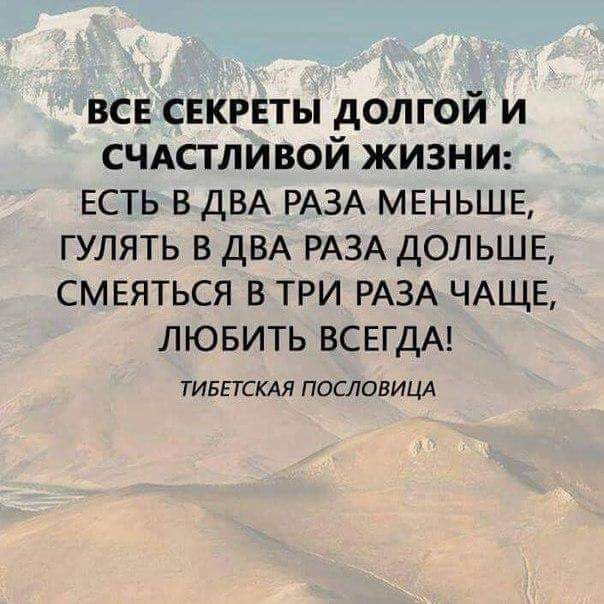 ВСЕ СЕКРЕТЫ ДОЛГОЙ И
СЧАСТЛИВОЙ ЖИЗНИ:
ЕСТЬ В ДВА РАЗА МЕНЬШЕ,
ГУЛЯТЬ В ДВА РАЗА ДОЛЬШЕ,
СМЕЯТЬСЯ В ТРИ РАЗА ЧАЩЕ,
ЛЮБИТЬ ВСЕГДА!
ТИБЕТСКАЯ ПОСЛОВИЦА